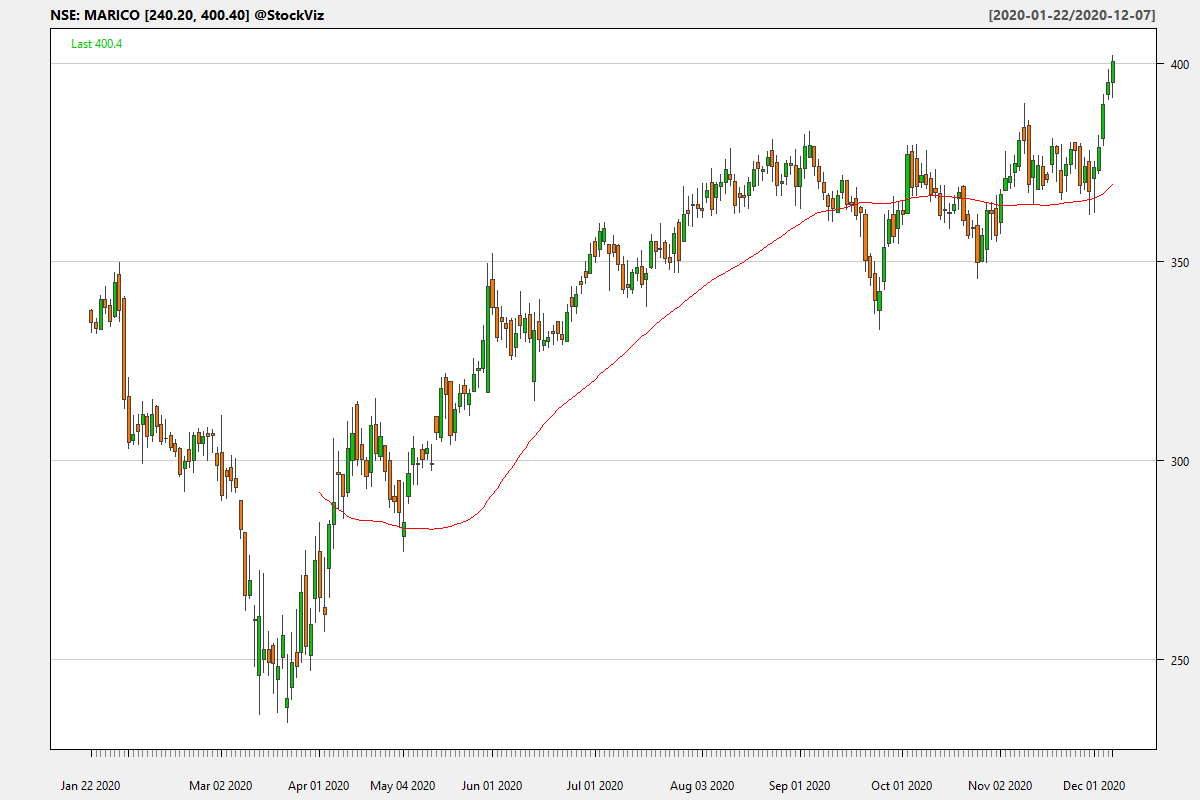 NSE: MARICO [240.20, 400.40] @StockViz
[2020-01-22/2020-12-07]
Last 400.4
400
350
300
250
Jan 22 2020
Mar 02 2020
Apr 01 2020
May 04 2020
Jun 01 2020
Jul 01 2020
Aug 03 2020
Sep 01 2020
Oct 01 2020
Nov 02 2020
Dec 01 2020